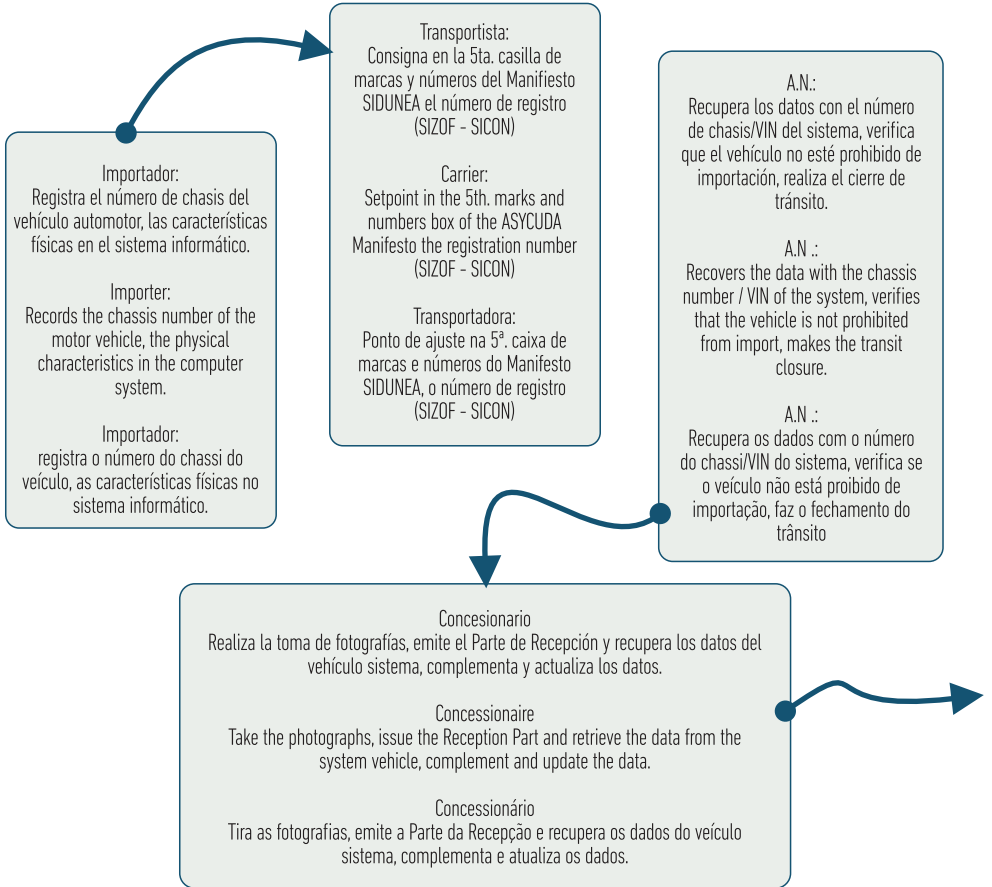 Importador:
Registra el número de chasis del
vehículo automotor, las características
físicas en el sistema informático.
Importer:
Records the chassis number of the
motor vehicle, the physical
characteristics in the computer
system.
Importador:
registra o número do chassi do
veículo, as características físicas no
sistema informático.
Transportista:
Consigna en la 5ta. casilla de
marcas y números del Manifiesto
SIDUNEA el número de registro
(SIZOF - SICON)
Carrier:
Setpoint in the 5th. marks and
numbers box of the ASYCUDA
Manifesto the registration number
(SIZOF - SICON)
Transportadora:
Ponto de ajuste na 5ª. caixa de
marcas e números do Manifesto
SIDUNEA, o número de registro
(SIZOF - SICON)
A.N.:
Recupera los datos con el número
de chasis/VIN del sistema, verifica
que el vehículo no esté prohibido de
importación, realiza el cierre de
tránsito.
A.N .:
Recovers the data with the chassis
number / VIN of the system, verifies
that the vehicle is not prohibited
from import, makes the transit
closure.
A.N .:
Recupera os dados com o número
do chassi/VIN do sistema, verifica se
o veículo não está proibido de
importação, faz o fechamento do
trânsito
Concesionario
Realiza la toma de fotografías, emite el Parte de Recepción y recupera los datos del
vehículo sistema, complementa y actualiza los datos.
Concessionaire
Take the photographs, issue the Reception Part and retrieve the data from the
system vehicle, complement and update the data.
Concessionário
Tira as fotografias, emite a Parte da Recepção e recupera os dados do veículo
sistema, complementa e atualiza os dados.